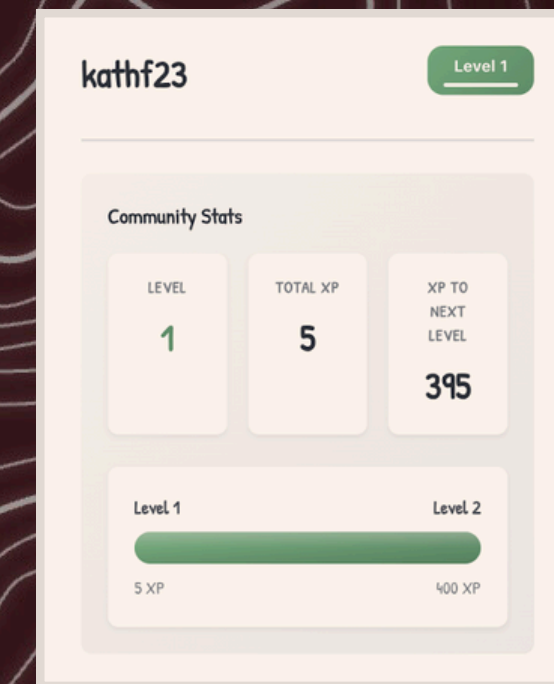 kathf23
Level 1
Community Stats
LEVEL
1
TOTAL XP
5
XP TO
NEXT
LEVEL
395
Level 1
Level 2
5 XP
400 XP